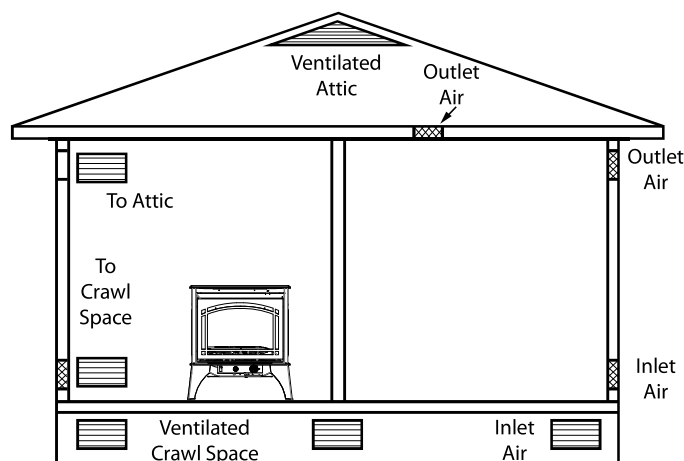 Ventilated
Attic
Outlet
Air
Outlet
Air
To Attic
To
Crawl
Space
Inlet
Air
Ventilated
Crawl Space
Inlet
Air